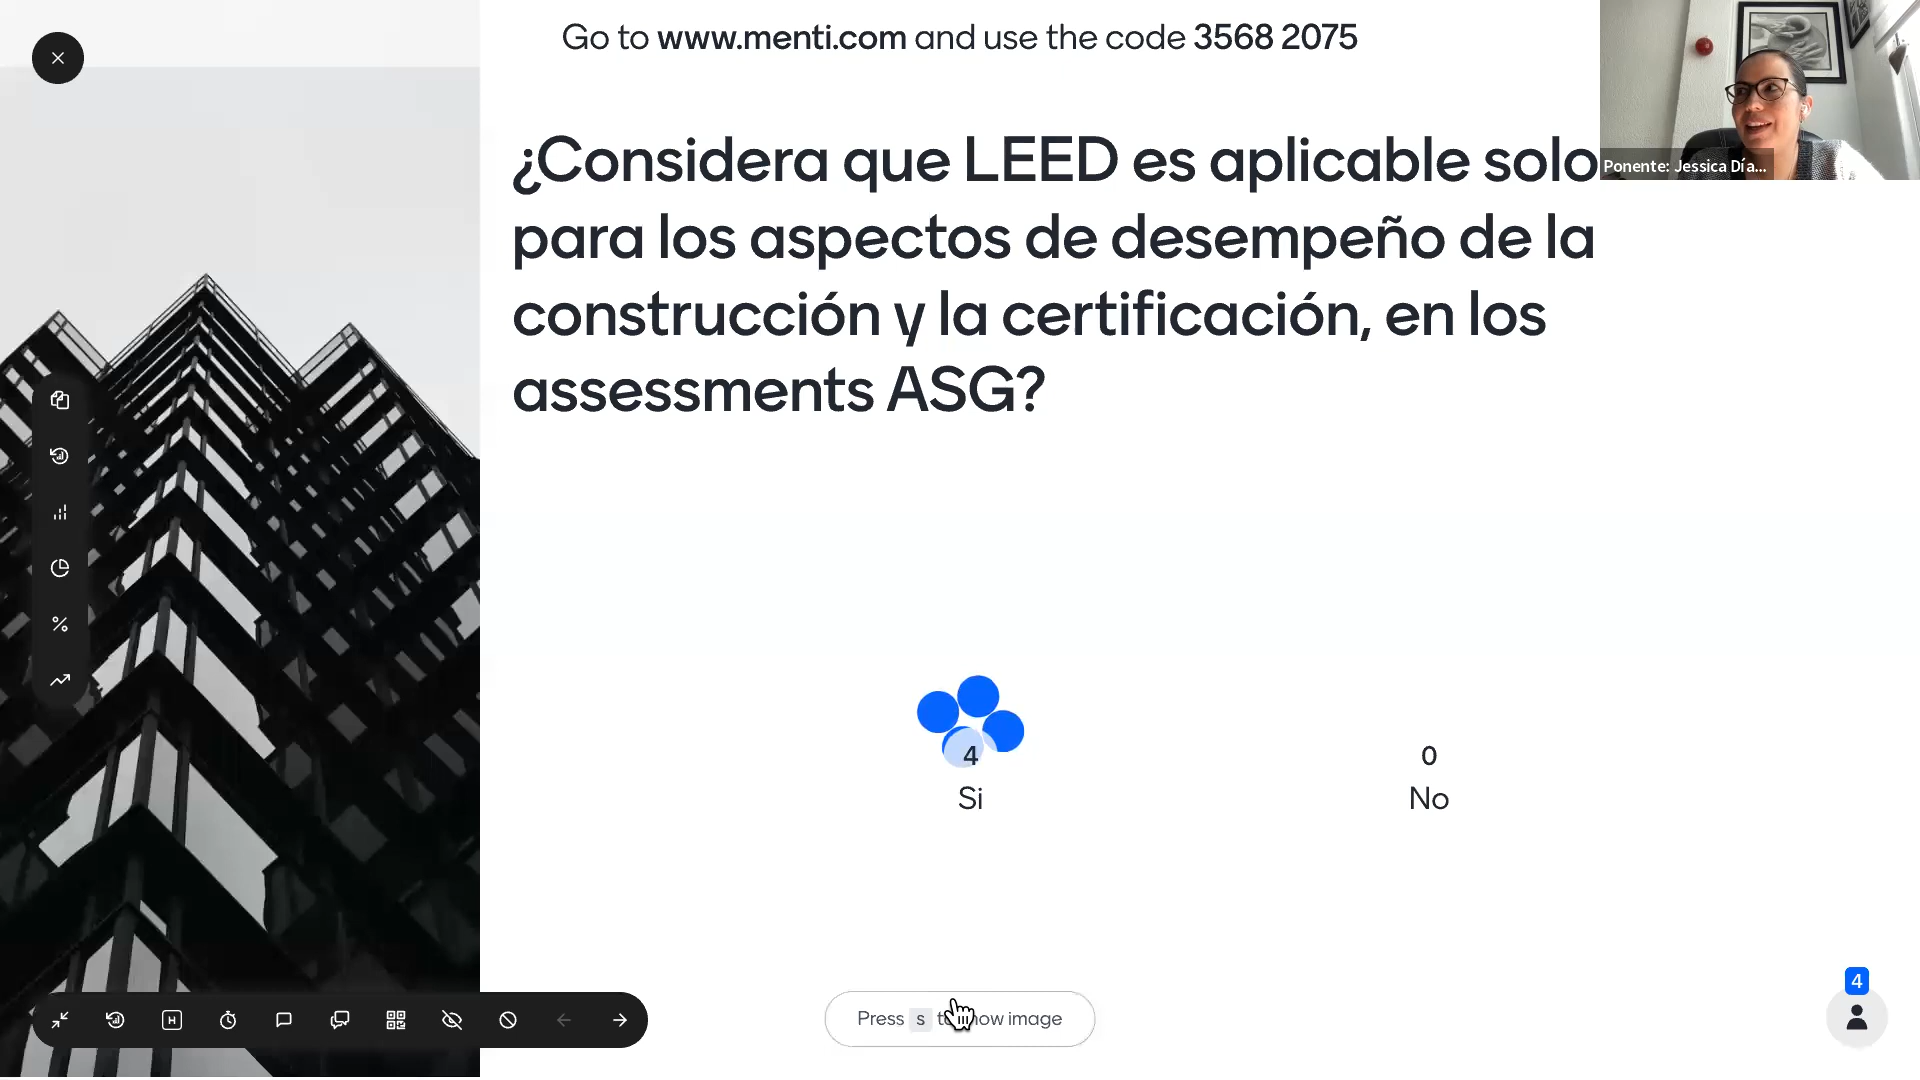 Go to www.menti.com and use the code 3568 2075
¿Considera que LEED es aplicable solo
para los aspectos de desempeño de la
construcción y la certificación, en los
assessments ASG?
Ponente: Jessica Día...
4
Si
0
No
Press s to show image
4